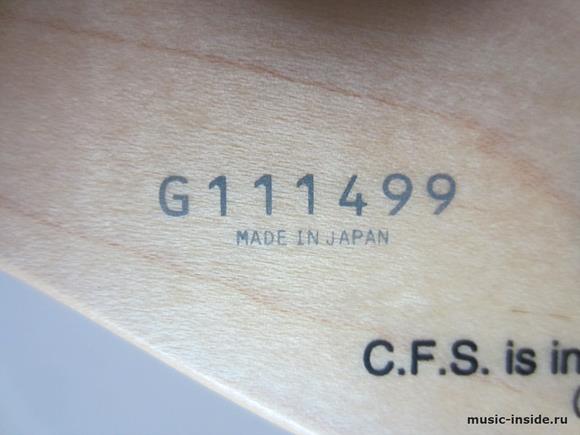 G111499
MADE IN JAPAN
C.F.S. is in
music-inside.ru